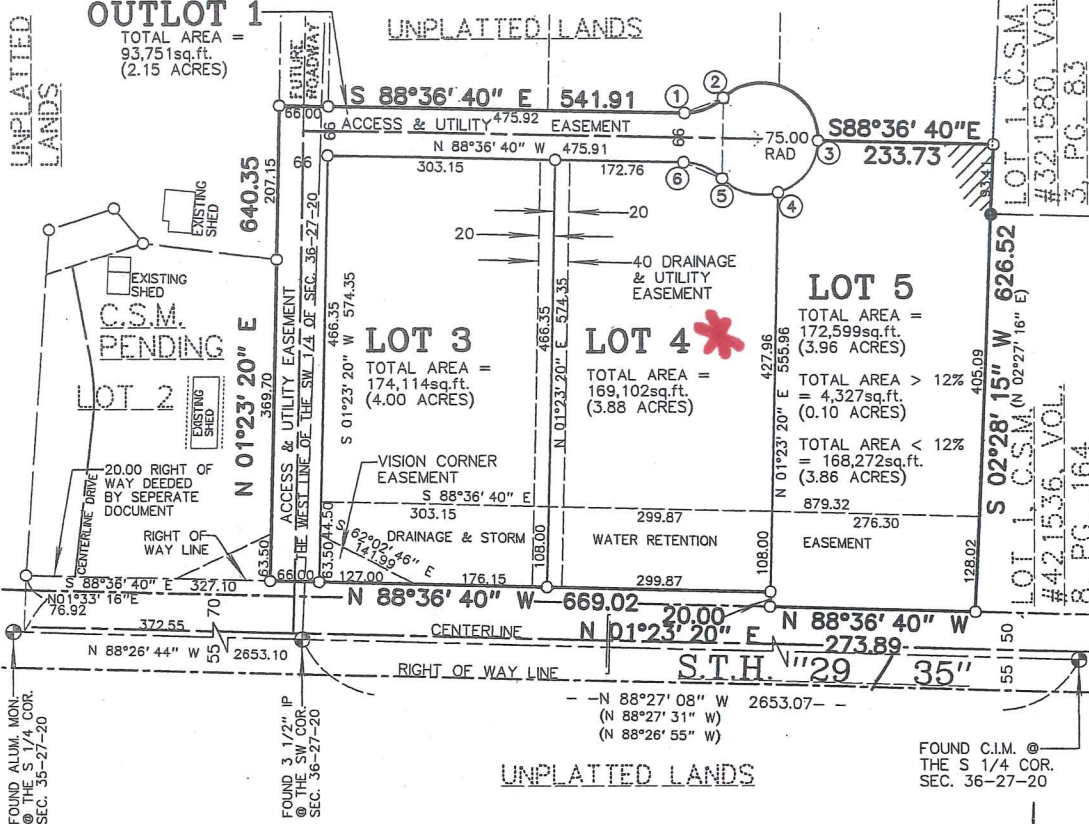 OUTLOT 1
TOTAL AREA =
93,751sq.ft.
(2.15 ACRES)
UNPLATTED
LANDS
UNPLATTED LANDS
FUTURE
ROADWAY
LOT 1, C.S.M.
#321580, VOL
3, PG. 83
S 88°36'40" E 541.91
66.00
475.92
ACCESS & UTILITY EASEMENT
66
66
N 88°36'40" W 475.91
303.15
172.76
1
2
3
4
5
6
75.00
RAD
S88°36'40"E
233.73
640.35
207.15
66
20
20
40 DRAINAGE
& UTILITY
EASEMENT
EXISTING
SHED
EXISTING
SHED
C.S.M.
PENDING
LOT 2
EXISTING
SHED
N 01°23'20" E
369.70
ACCESS & UTILITY EASEMENT
THE WEST LINE OF THE SW 1/4 OF SEC. 36-27-20
466.35
S 01°23'20" W 574.35
LOT 3
TOTAL AREA =
174,114sq.ft.
(4.00 ACRES)
466.35
N 01°23'20" E 574.35
LOT 4
TOTAL AREA =
169,102sq.ft.
(3.88 ACRES)
427.96
N 01°23'20" E 555.96
LOT 5
TOTAL AREA =
172,599sq.ft.
(3.96 ACRES)
TOTAL AREA > 12%
= 4,327sq.ft.
(0.10 ACRES)
TOTAL AREA < 12%
= 168,272sq.ft.
(3.86 ACRES)
405.09
S 02°28'15" W 626.52
(N 02°27'16" E)
LOT 1, C.S.M.
#421536, VOL
8, PG. 164
20.00 RIGHT OF
WAY DEEDED
BY SEPERATE
DOCUMENT
CENTERLINE DRIVE
RIGHT OF
WAY LINE
VISION CORNER
EASEMENT
S 88°36'40" E
879.32
303.15
299.87
276.30
44.50
63.50
63.50
S 62°02'46" E
141.99
DRAINAGE & STORM WATER RETENTION EASEMENT
108.00
108.00
128.02
S 88°36'40" E 327.10
66.00
127.00
176.15
299.87
N01°33'16"E
76.92
N 88°36'40" W 669.02
20.00
N 01°23'20" E
N 88°36'40" W
273.89
372.55
70
55
CENTERLINE
N 88°26'44" W 2653.10
RIGHT OF WAY LINE
S.T.H. "29 35"
50
55
N 88°27'08" W 2653.07
(N 88°27'31" W)
(N 88°26'55" W)
FOUND ALUM. MON.
@ THE S 1/4 COR.
SEC. 35-27-20
FOUND 3 1/2" IP
@ THE SW COR.
SEC. 36-27-20
UNPLATTED LANDS
FOUND C.I.M. @
THE S 1/4 COR.
SEC. 36-27-20